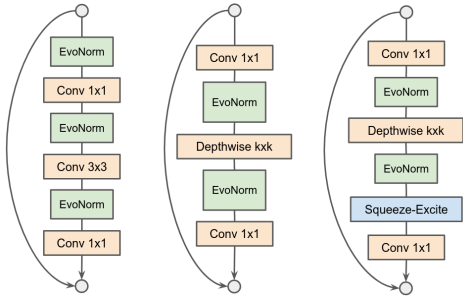 EvoNorm
Conv 1x1
EvoNorm
Conv 3x3
EvoNorm
Conv 1x1
Conv 1x1
EvoNorm
Depthwise kxk
EvoNorm
Conv 1x1
Conv 1x1
EvoNorm
Depthwise kxk
EvoNorm
Squeeze-Excite
Conv 1x1